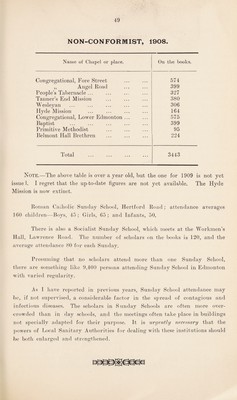 49
NON-CONFORMIST, 1908.
Name of Chapel or place. On the books.
Congregational, Fore Street ... ... 574
Angel Road ... ... 399
People's Tabernacle ... ... ... ... 327
Tanner's End Mission ... ... ... 380
Wesleyan ... ... ... ... ... 306
Hyde Mission ... ... ... ... 164
Congregational, Lower Edmonton ... ... 575
Baptist ... ... ... ... ... 399
Primitive Methodist ... ... ... 95
Belmont Hall Brethren ... ... ... 224
Total ... ... ... ... 3443
NOTE.—The above table is over a year old, but the one for 1909 is not yet
issued. I regret that the up-to-date figures are not yet available. The Hyde
Mission is now extinct.
Roman Catholic Sunday School, Hertford Road; attendance averages
160 children—Boys, 45; Girls, 65; and Infants, 50.
There is also a Socialist Sunday School, which meets at the Workmen's
Hall, Lawrence Road. The number of scholars on the books is 120, and the
average attendance 80 for each Sunday.
Presuming that no scholars attend more than one Sunday School,
there are something like 9,400 persons attending Sunday School in Edmonton
with varied regularity.
As I have reported in previous years, Sunday School attendance may
be, if not supervised, a considerable factor in the spread of contagious and
infectious diseases. The scholars in Sunday Schools are often more over-
crowded than in day schools, and the meetings often take place in buildings
not specially adapted for their purpose. It is urgently necessary that the
powers of Local Sanitary Authorities for dealing with these institutions should
be both enlarged and strengthened.